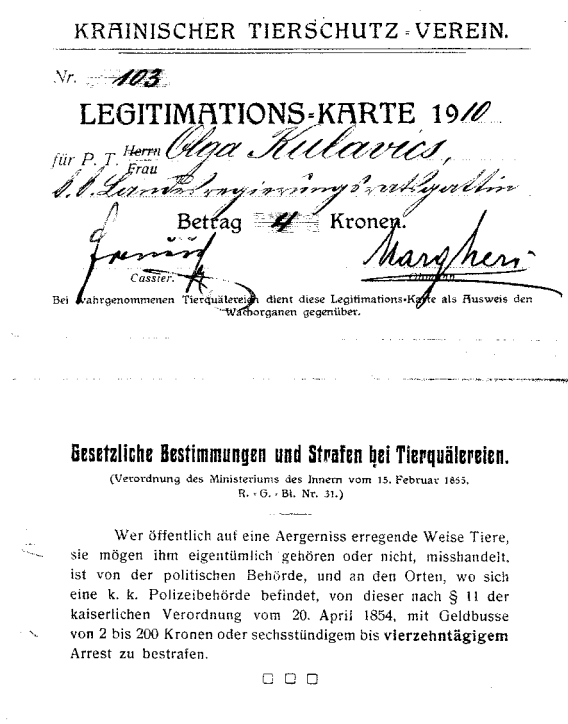 KRAINISCHER TIERSCHUTZ-VEREIN.
Nr. 103
LEGITIMATIONS-KARTE 1910
für P. T. Herrn Olga Kulavics,
Frau
k. k. Landesregierungsratsgattin
Betrag 4 Kronen.
Margheri
Cassier. Obmann.
Bei wahrgenommenen Tierquälereien dient diese Legitimations-Karte als Ausweis den
Wachorganen gegenüber.
Gesetzliche Bestimmungen und Strafen bei Tierquälereien.
(Verordnung des Ministeriums des Innern vom 15. Februar 1855,
R. - G. - Bl. Nr. 31.)
Wer öffentlich auf eine Aergerniss erregende Weise Tiere,
sie mögen ihm eigentümlich gehören oder nicht, misshandelt,
ist von der politischen Behörde, und an den Orten, wo sich
eine k. k. Polizeibehörde befindet, von dieser nach § 11 der
kaiserlichen Verordnung vom 20. April 1854, mit Geldbusse
von 2 bis 200 Kronen oder sechsstündigem bis vierzehntägigem
Arrest zu bestrafen.